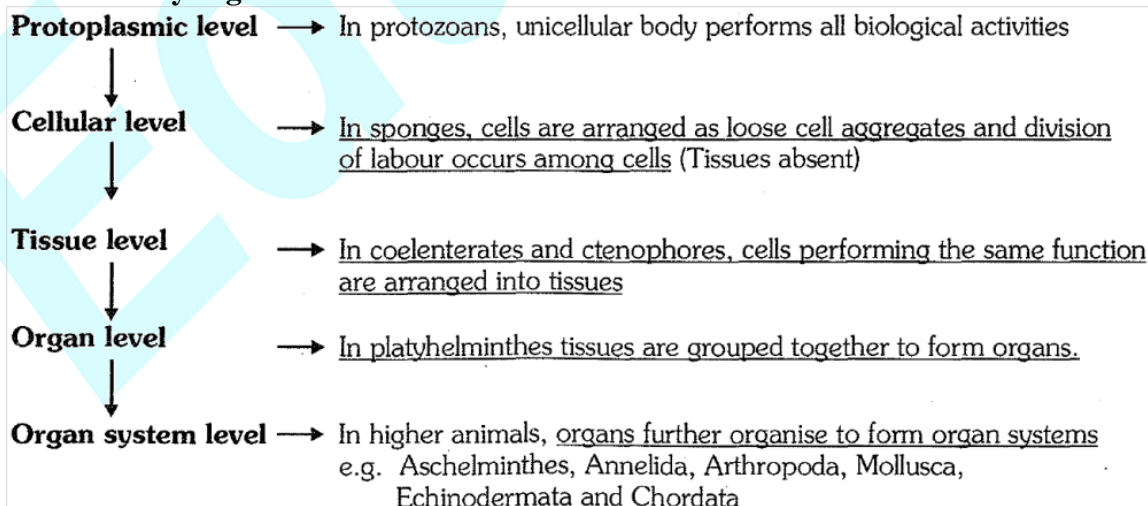 Protoplasmic level → In protozoans, unicellular body performs all biological activities
Cellular level → In sponges, cells are arranged as loose cell aggregates and division
of labour occurs among cells (Tissues absent)
Tissue level → In coelenterates and ctenophores, cells performing the same function
are arranged into tissues
Organ level → In platyhelminthes tissues are grouped together to form organs.
Organ system level → In higher animals, organs further organise to form organ systems
e.g. Aschelminthes, Annelida, Arthropoda, Mollusca,
Echinodermata and Chordata